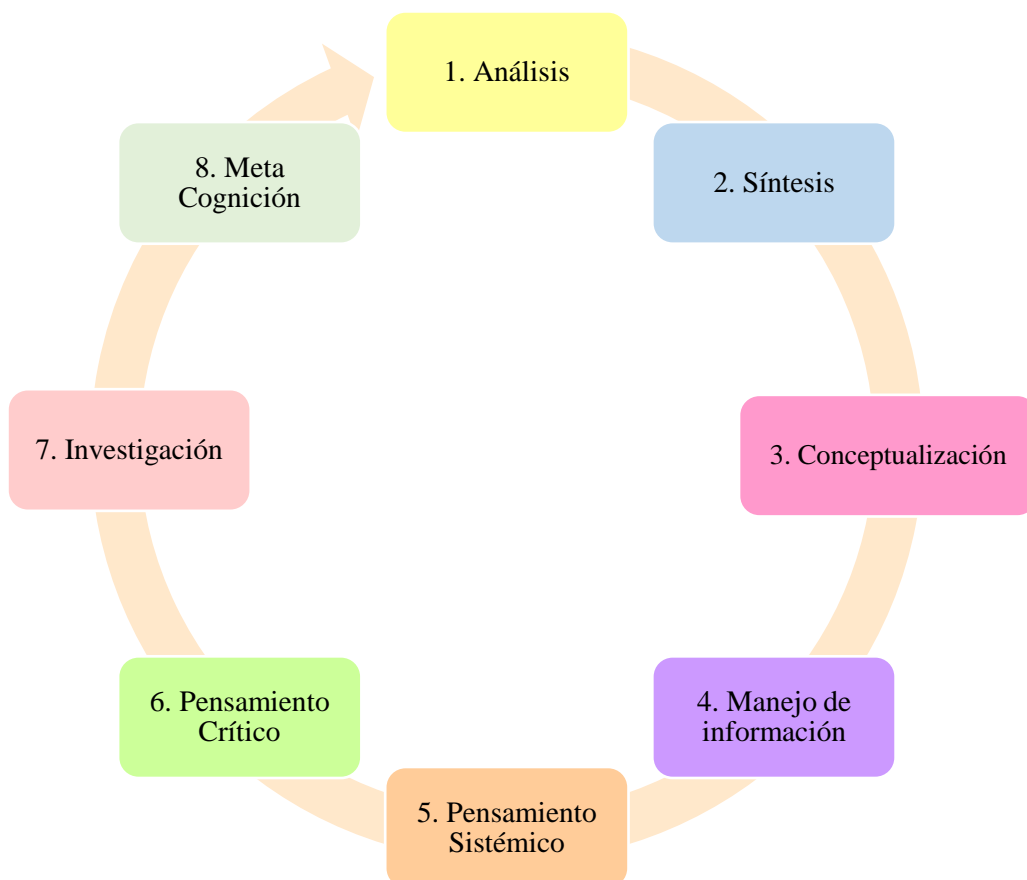 1. Análisis
2. Síntesis
3. Conceptualización
4. Manejo de
información
5. Pensamiento
Sistémico
6. Pensamiento
Crítico
7. Investigación
8. Meta
Cognición